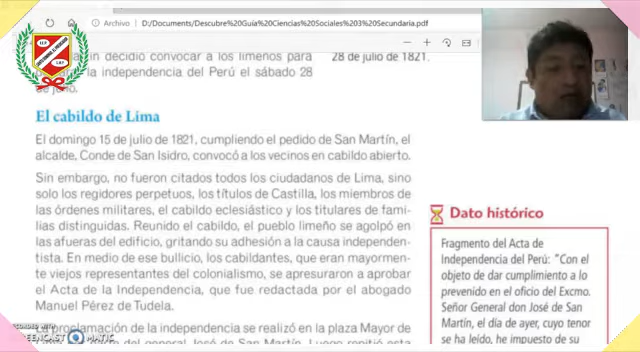 Archivo | D:/Documents/Descubre%20Guía%20Ciencias%20Sociales%203%20Secundaria.pdf
decidió convocar a los limeños para
la independencia del Perú el sábado 28
de
28 de julio de 1821.
El cabildo de Lima
El domingo 15 de julio de 1821, cumpliendo el pedido de San Martín, el
alcalde, Conde de San Isidro, convocó a los vecinos en cabildo abierto.
Sin embargo, no fueron citados todos los ciudadanos de Lima, sino
solo los regidores perpetuos, los títulos de Castilla, los miembros de
las órdenes militares, el cabildo eclesiástico y los titulares de fami-
lias distinguidas. Reunido el cabildo, el pueblo limeño se agolpó en
las afueras del edificio, gritando su adhesión a la causa independen-
tista. En medio de ese bullicio, los cabildantes, que eran mayormen-
te viejos representantes del colonialismo, se apresuraron a aprobar
el Acta de la Independencia, que fue redactada por el abogado
Manuel Pérez de Tudela.
La proclamación de la independencia se realizó en la plaza Mayor de
del general José de San Martín. Luego repitió esta
Dato histórico
Fragmento del Acta de
Independencia del Perú: "Con el
objeto de dar cumplimiento a lo
prevenido en el oficio del Excmo.
Señor General don José de San
Martín, el día de ayer, cuyo tenor
se ha leído, he impuesto de su
RECORDED WITH
SCREENCAST MATIC